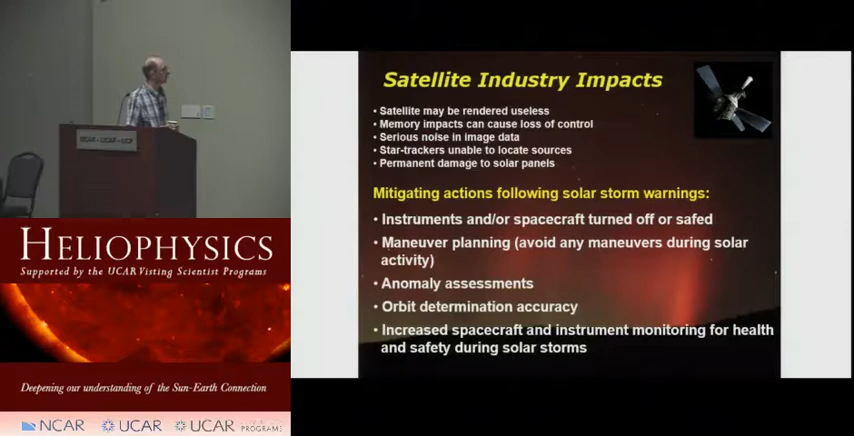 UCAR - UCAR - UCP
HELIOPHYSICS
Supported by the UCAR Visting Scientist Programs
Deepening our understanding of the Sun-Earth Connection
NCAR
UCAR
UCAR PROGRAMS
Satellite Industry Impacts
• Satellite may be rendered useless
• Memory impacts can cause loss of control
• Serious noise in image data
• Star-trackers unable to locate sources
• Permanent damage to solar panels
Mitigating actions following solar storm warnings:
• Instruments and/or spacecraft turned off or safed
• Maneuver planning (avoid any maneuvers during solar
activity)
• Anomaly assessments
• Orbit determination accuracy
• Increased spacecraft and instrument monitoring for health
and safety during solar storms